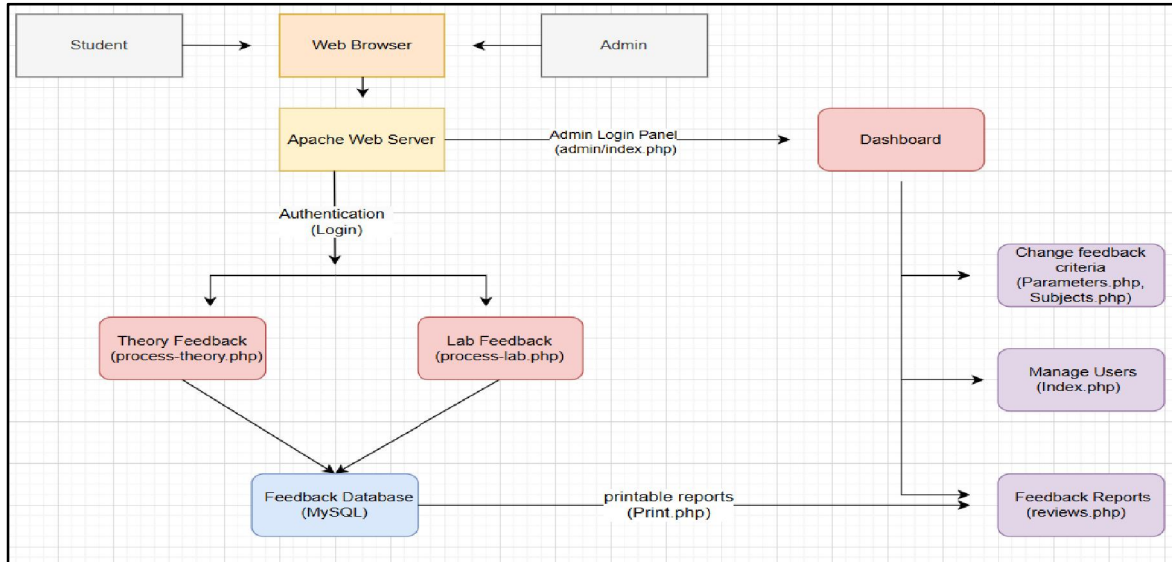 Student
Web Browser
Admin
Apache Web Server
Admin Login Panel
(admin/index.php)
Dashboard
Authentication
(Login)
Change feedback
criteria
(Parameters.php,
Subjects.php)
Theory Feedback
(process-theory.php)
Lab Feedback
(process-lab.php)
Manage Users
(Index.php)
Feedback Database
(MySQL)
printable reports
(Print.php)
Feedback Reports
(reviews.php)